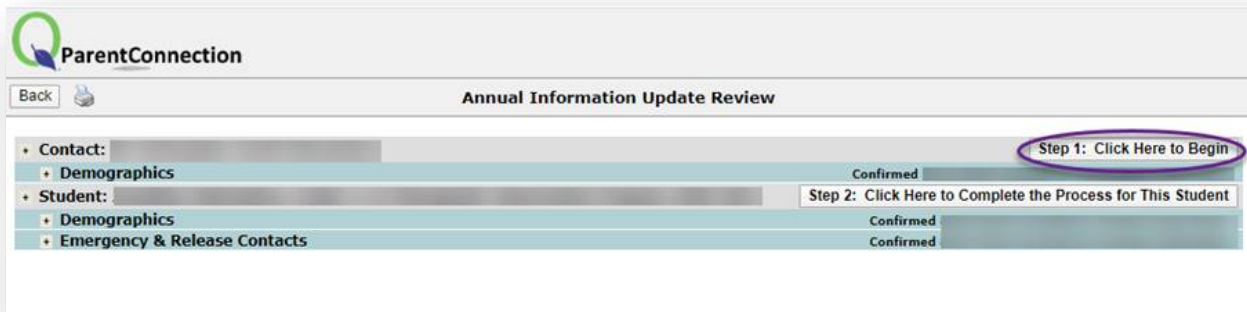 ParentConnection
Back
Annual Information Update Review
Contact:
Step 1: Click Here to Begin
Demographics
Confirmed
Student:
Step 2: Click Here to Complete the Process for This Student
Demographics
Confirmed
Emergency & Release Contacts
Confirmed